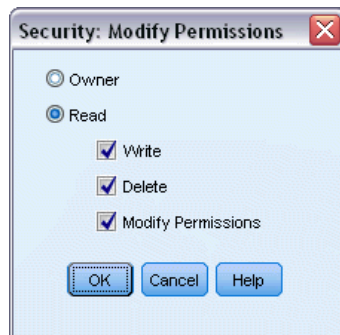 Security: Modify Permissions
Owner
Read
Write
Delete
Modify Permissions
OK Cancel Help